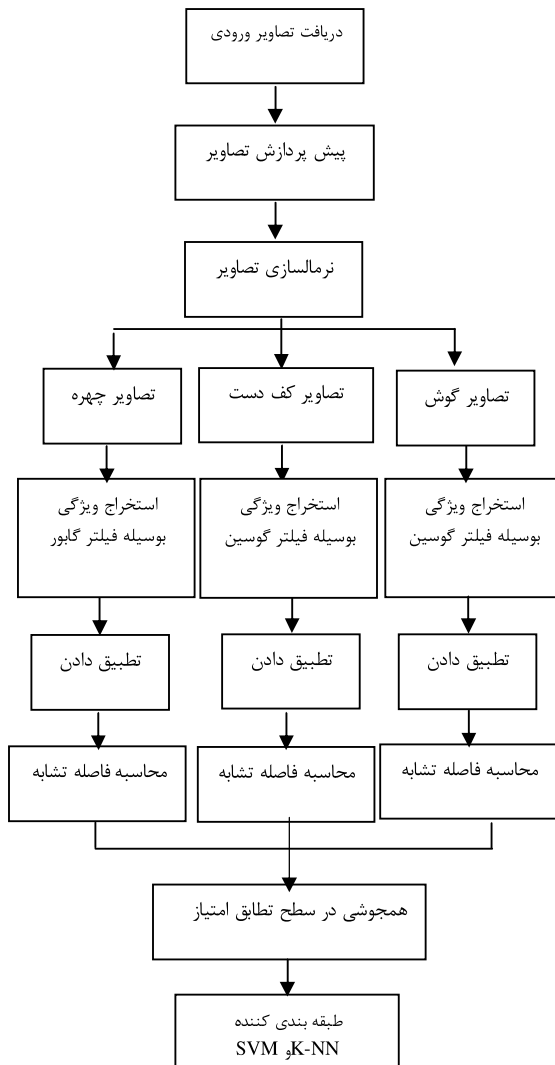 دریافت تصاویر ورودی
پیش پردازش تصاویر
نرمالسازی تصاویر
تصاویر گوش
تصاویر کف دست
تصاویر چهره
استخراج ویژگی
بوسیله فیلتر گوسین
استخراج ویژگی
بوسیله فیلتر گوسین
استخراج ویژگی
بوسیله فیلتر گابور
تطبیق دادن
تطبیق دادن
تطبیق دادن
محاسبه فاصله تشابه
محاسبه فاصله تشابه
محاسبه فاصله تشابه
همجوشی در سطح تطابق امتیاز
طبقه بندی کننده
K-NNو SVM